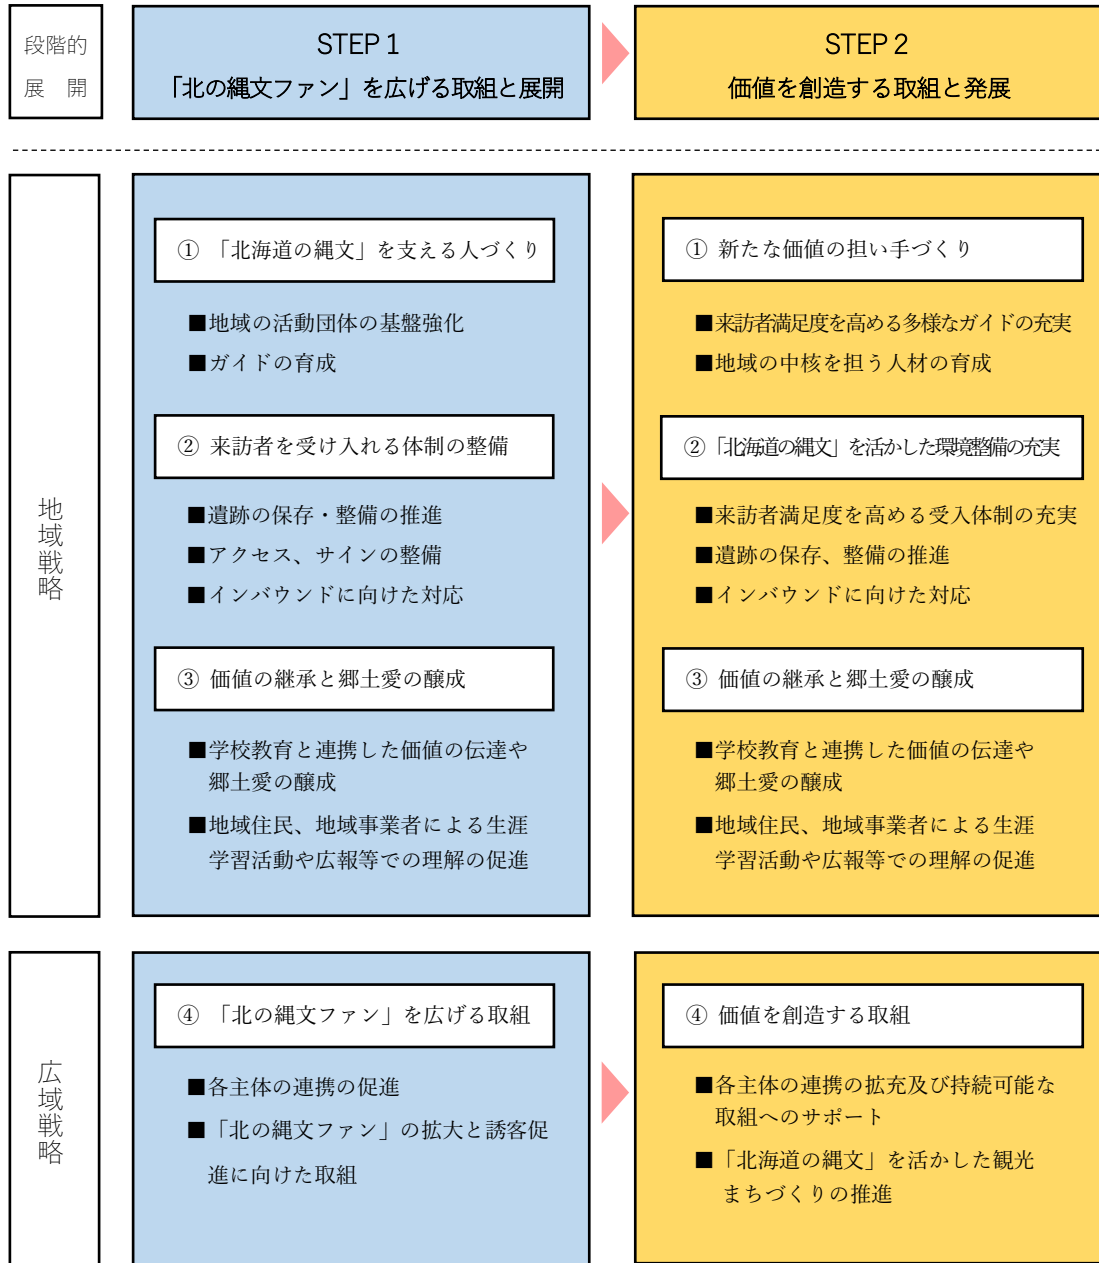 段階的
展 開
STEP 1
「北の縄文ファン」を広げる取組と展開
STEP 2
価値を創造する取組と発展
地域戦略
① 「北海道の縄文」を支える人づくり
■地域の活動団体の基盤強化
■ガイドの育成
② 来訪者を受け入れる体制の整備
■遺跡の保存・整備の推進
■アクセス、サインの整備
■インバウンドに向けた対応
③ 価値の継承と郷土愛の醸成
■学校教育と連携した価値の伝達や
郷土愛の醸成
■地域住民、地域事業者による生涯
学習活動や広報等での理解の促進
① 新たな価値の担い手づくり
■来訪者満足度を高める多様なガイドの充実
■地域の中核を担う人材の育成
②「北海道の縄文」を活かした環境整備の充実
■来訪者満足度を高める受入体制の充実
■遺跡の保存、整備の推進
■インバウンドに向けた対応
③ 価値の継承と郷土愛の醸成
■学校教育と連携した価値の伝達や
郷土愛の醸成
■地域住民、地域事業者による生涯
学習活動や広報等での理解の促進
広域戦略
④ 「北の縄文ファン」を広げる取組
■各主体の連携の促進
■「北の縄文ファン」の拡大と誘客促
進に向けた取組
④ 価値を創造する取組
■各主体の連携の拡充及び持続可能な
取組へのサポート
■「北海道の縄文」を活かした観光
まちづくりの推進